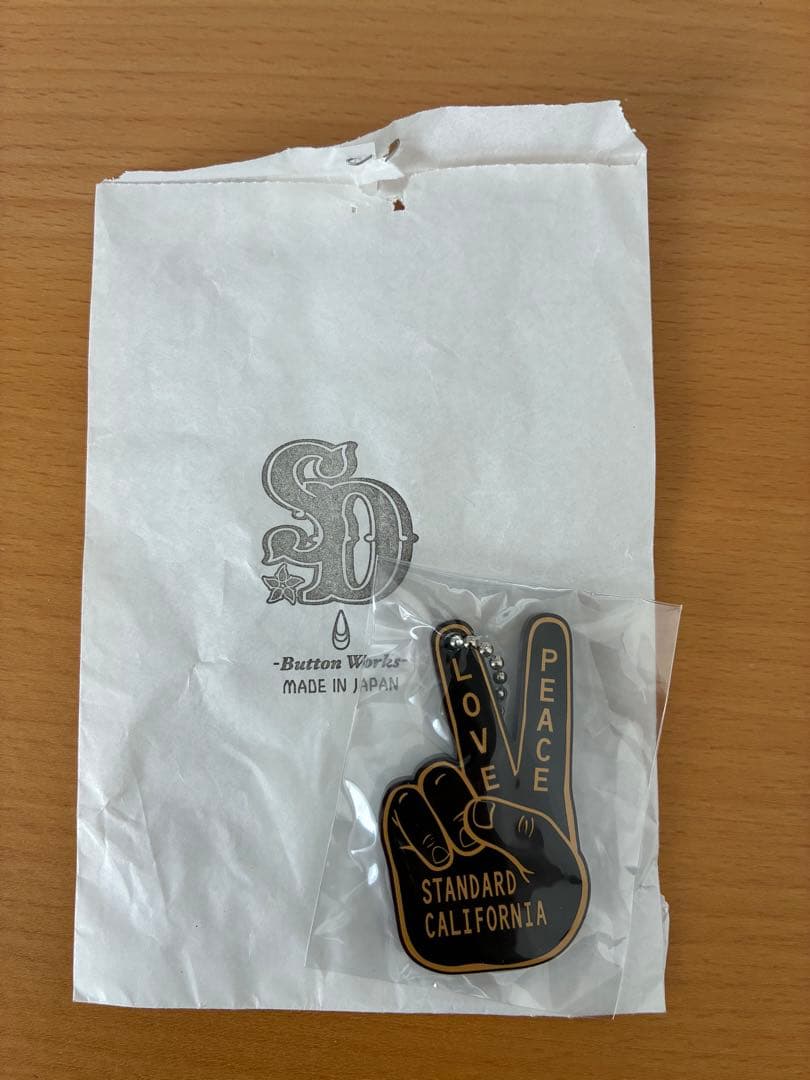 SD
-Button Works-
MADE IN JAPAN
LOVE
PEACE
STANDARD
CALIFORNIA